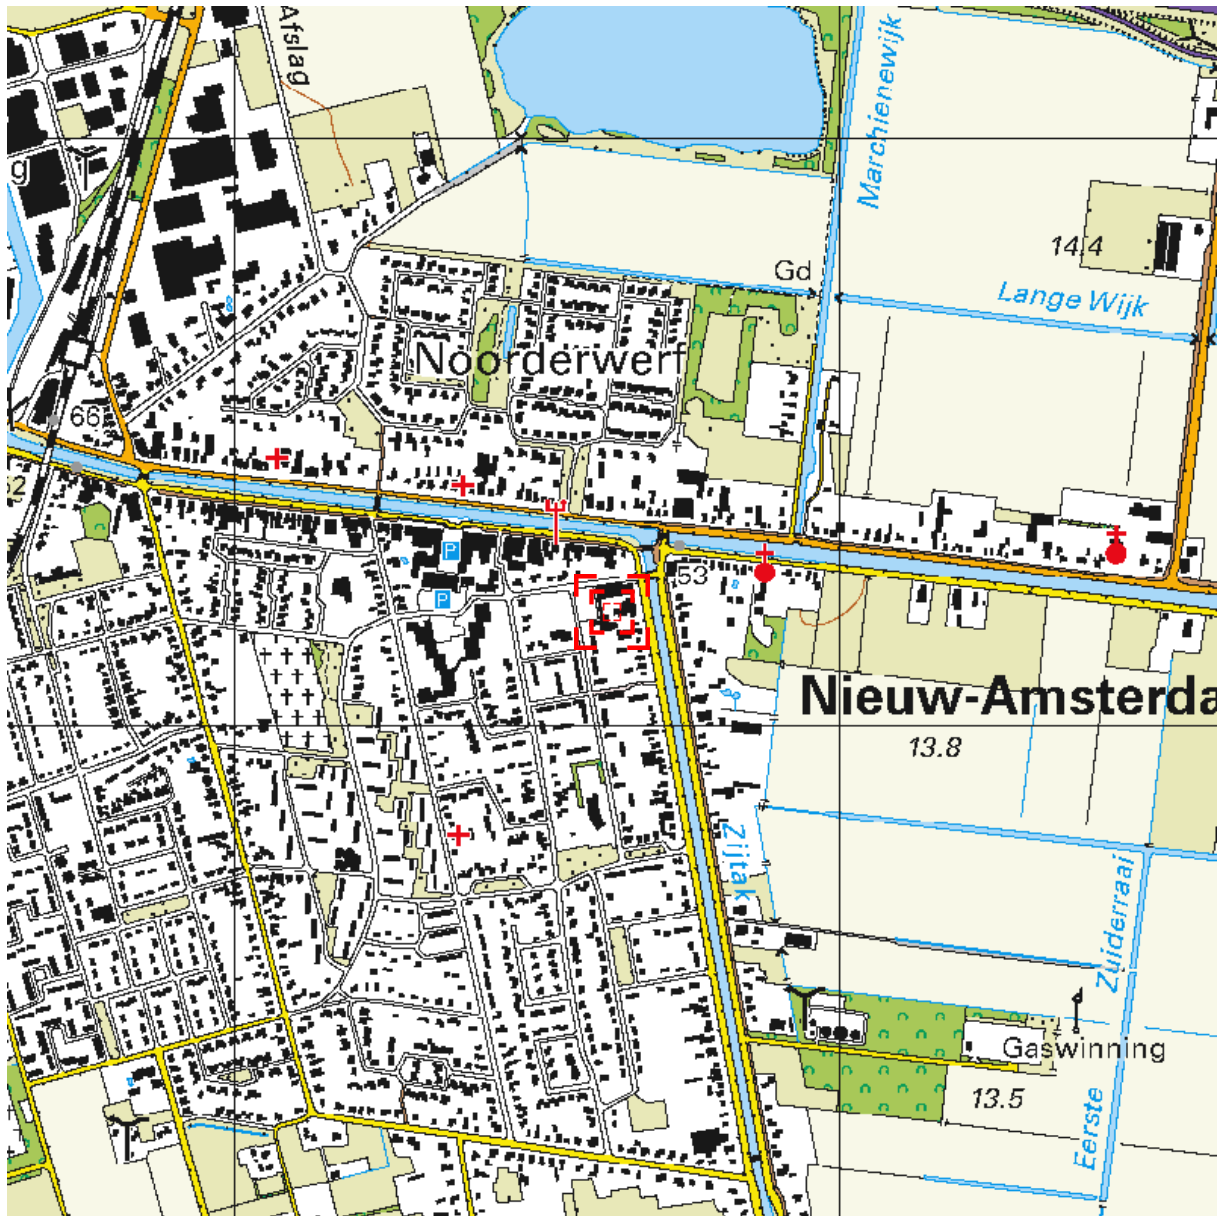 Afslag
Marchienewijk
g
14.4
Gd
Lange Wijk
Noorderwerf
66
2
P
53
P
Nieuw-Amsterda
13.8
Zijtak
Zuiderraai
Gaswinning
13.5
Eerste